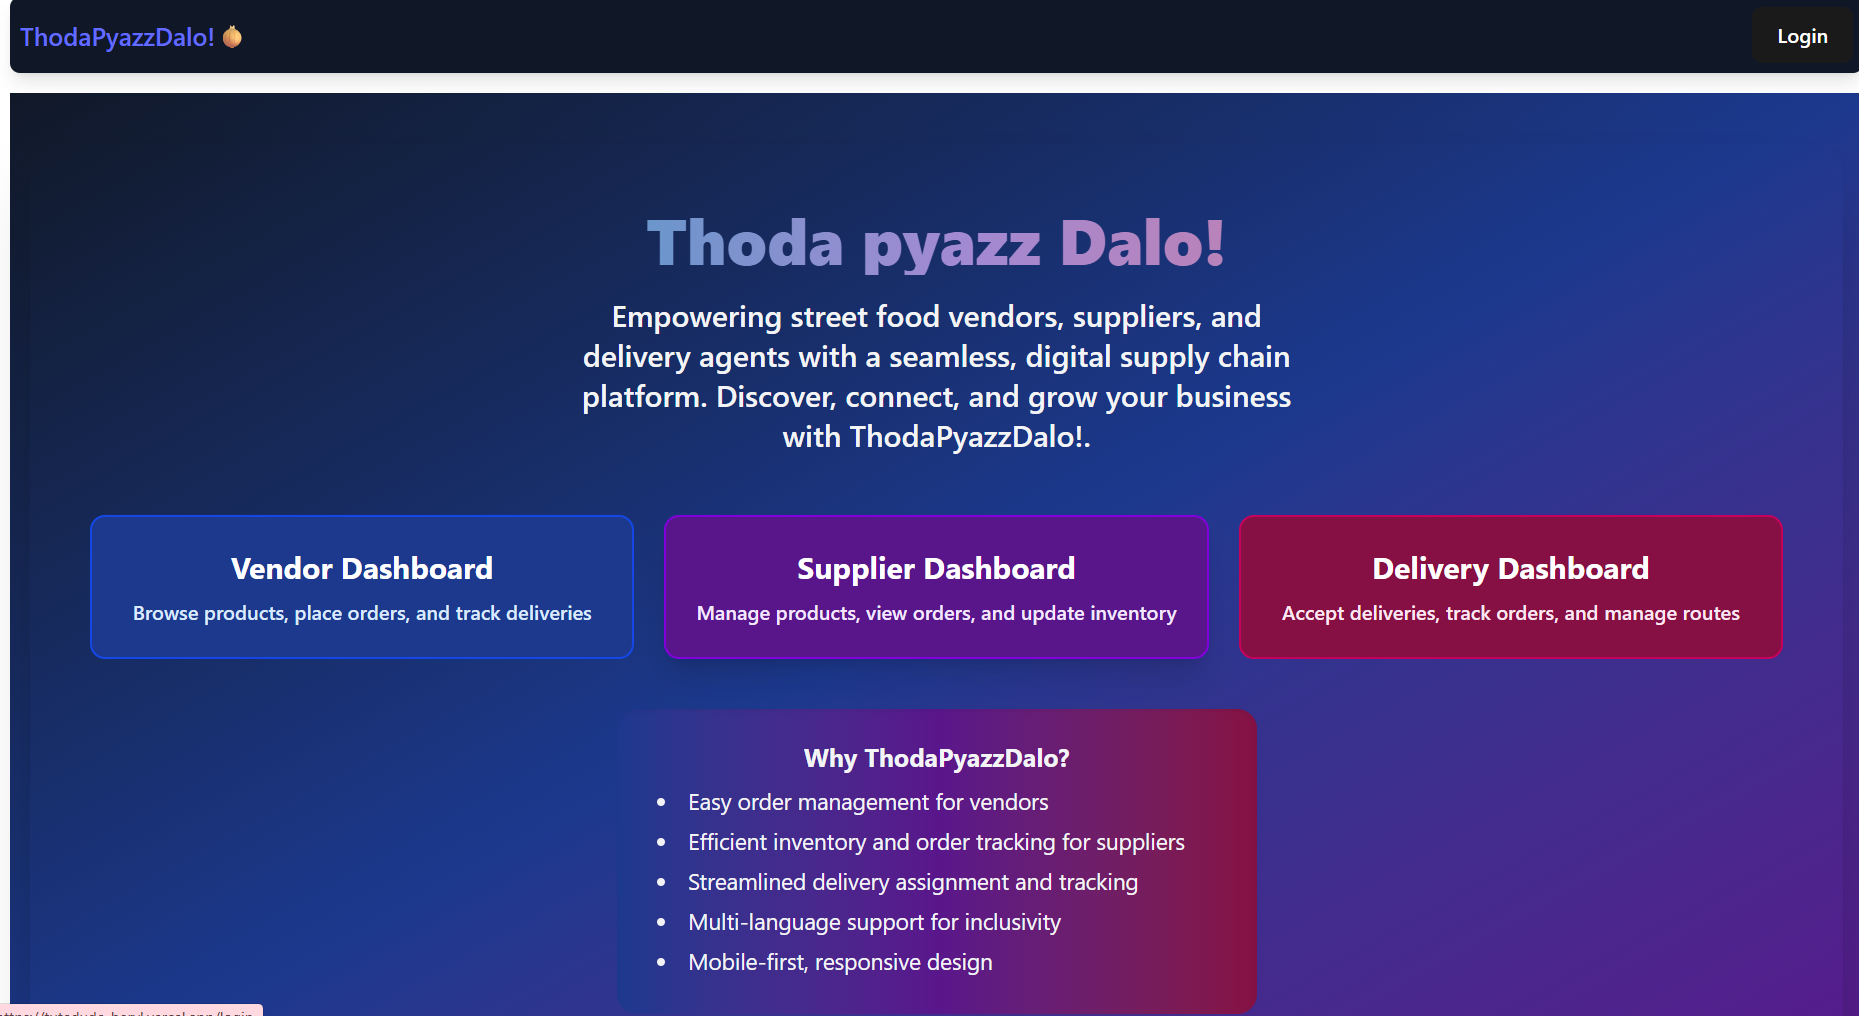 ThodaPyazzDalo! 🧅
Login
Thoda pyazz Dalo!
Empowering street food vendors, suppliers, and
delivery agents with a seamless, digital supply chain
platform. Discover, connect, and grow your business
with ThodaPyazzDalo!.
Vendor Dashboard
Browse products, place orders, and track deliveries
Supplier Dashboard
Manage products, view orders, and update inventory
Delivery Dashboard
Accept deliveries, track orders, and manage routes
Why ThodaPyazzDalo?
• Easy order management for vendors
• Efficient inventory and order tracking for suppliers
• Streamlined delivery assignment and tracking
• Multi-language support for inclusivity
• Mobile-first, responsive design